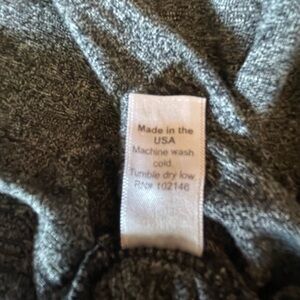 Made in the
USA
Machine wash
cold.
Tumble dry low
RN# 102146